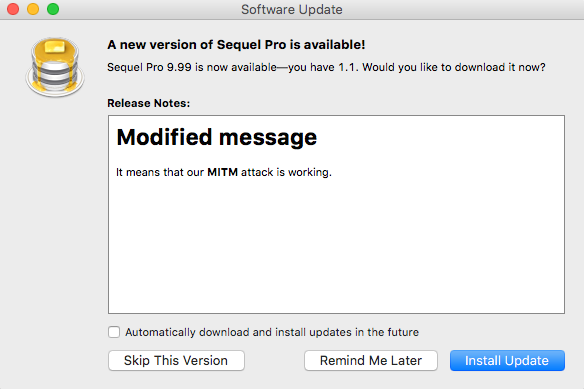 Software Update
A new version of Sequel Pro is available!
Sequel Pro 9.99 is now available—you have 1.1. Would you like to download it now?
Release Notes:
Modified message
It means that our MITM attack is working.
Automatically download and install updates in the future
Skip This Version
Remind Me Later
Install Update